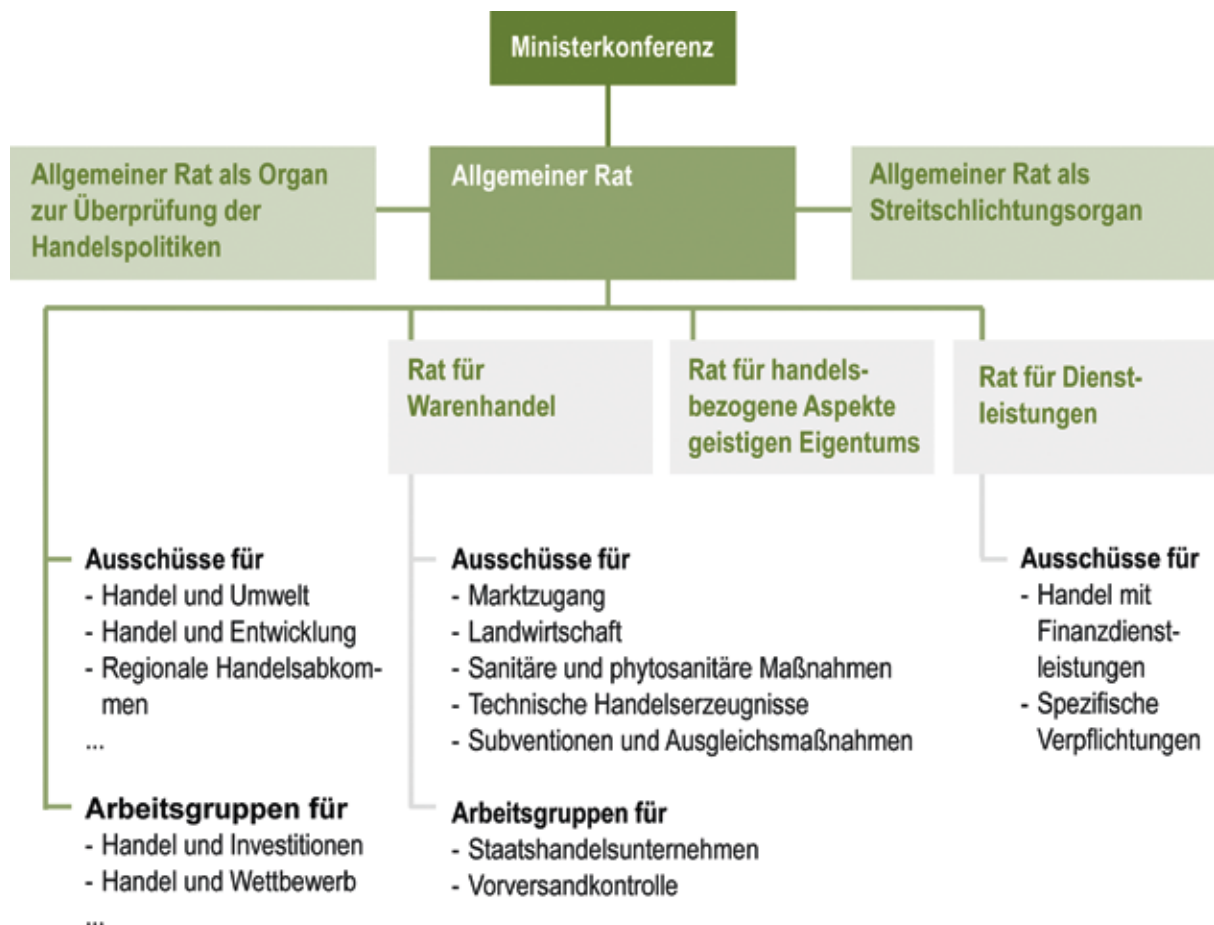 Ministerkonferenz
Allgemeiner Rat als Organ
zur Überprüfung der
Handelspolitiken
Allgemeiner Rat
Allgemeiner Rat als
Streitschlichtungsorgan
Rat für
Warenhandel
Rat für handels-
bezogene Aspekte
geistigen Eigentums
Rat für Dienst-
leistungen
Ausschüsse für
- Handel und Umwelt
- Handel und Entwicklung
- Regionale Handelsabkom-
men
...
Arbeitsgruppen für
- Handel und Investitionen
- Handel und Wettbewerb
...
Ausschüsse für
- Marktzugang
- Landwirtschaft
- Sanitäre und phytosanitäre Maßnahmen
- Technische Handelserzeugnisse
- Subventionen und Ausgleichsmaßnahmen
Arbeitsgruppen für
- Staatshandelsunternehmen
- Vorversandkontrolle
Ausschüsse für
- Handel mit
Finanzdienst-
leistungen
- Spezifische
Verpflichtungen